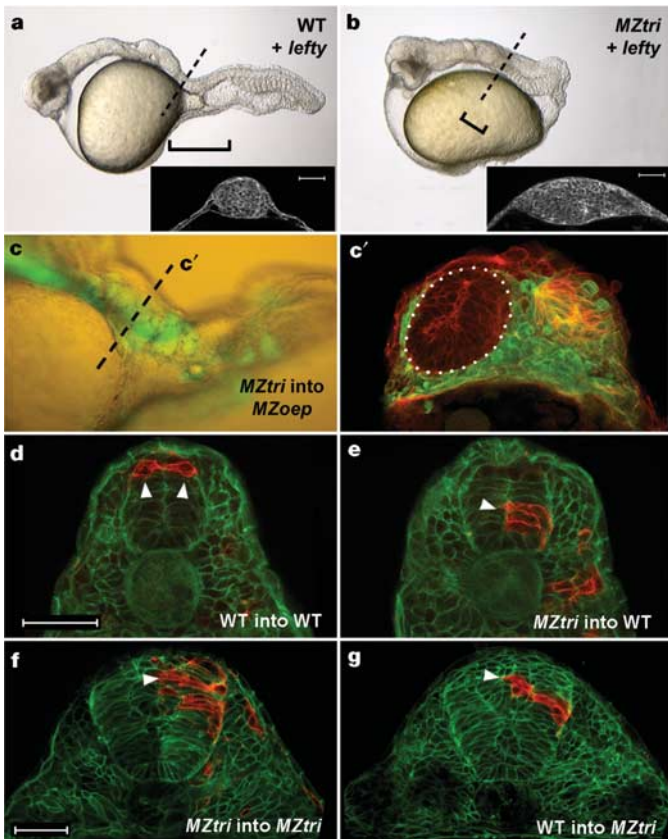 a
WT
+ lefty
b
MZtri
+ lefty
c
c′
MZtri into
MZoep
c′
d
WT into WT
e
MZtri into WT
f
MZtri into MZtri
g
WT into MZtri